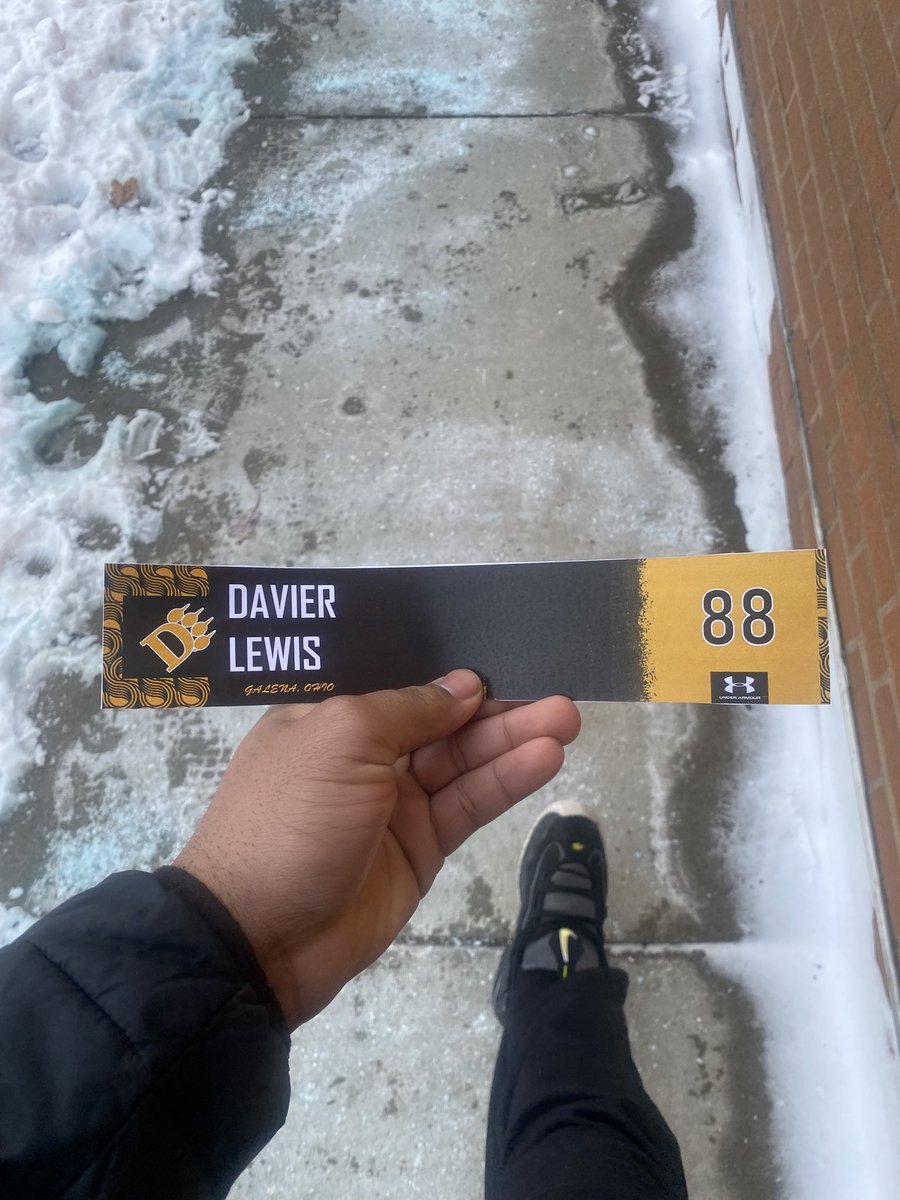 D
DAVIER
LEWIS
GALENA, OHIO
88
UNDER ARMOUR